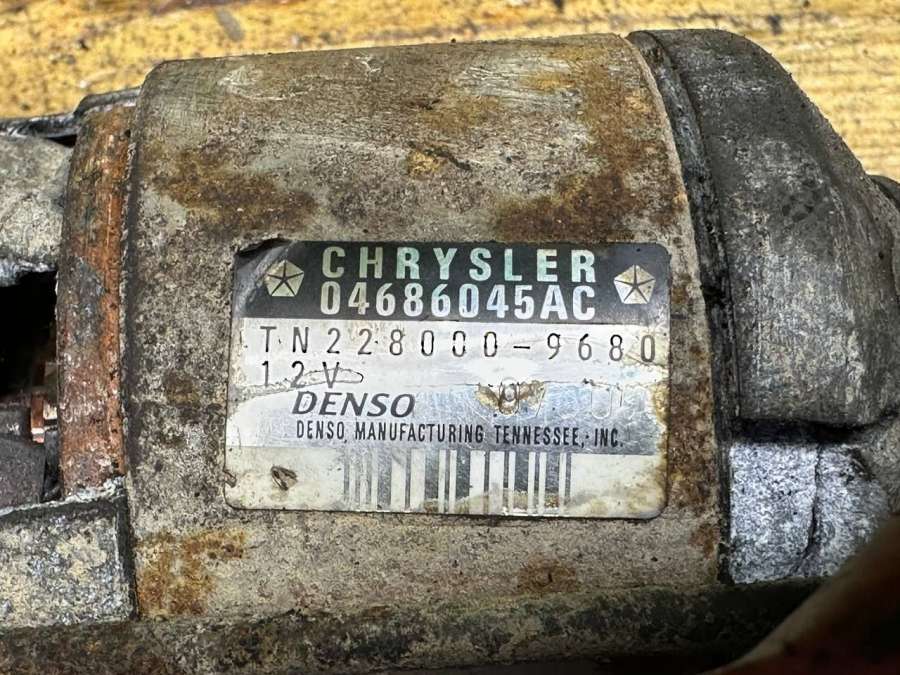 CHRYSLER
04686045AC
TN228000-9680
12V
DENSO
DENSO MANUFACTURING TENNESSEE, INC.